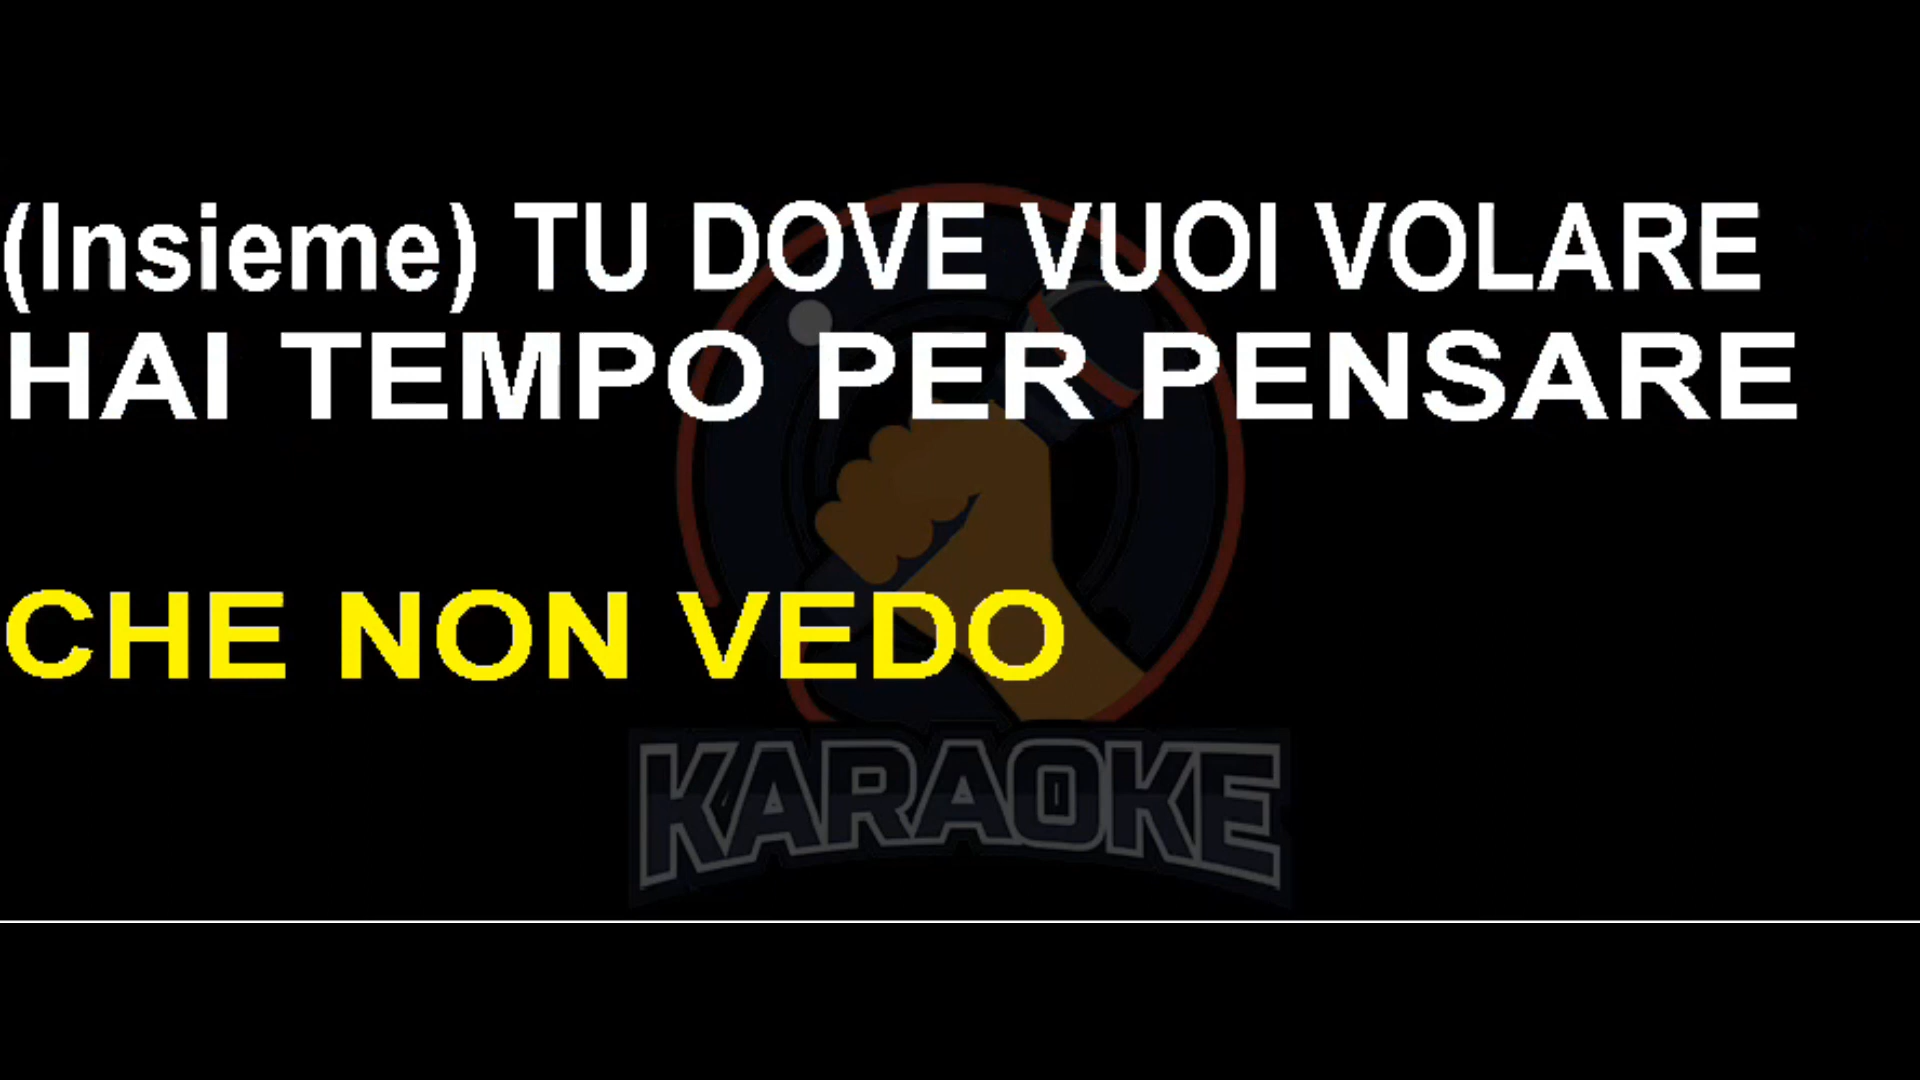 (Insieme) TU DOVE VUOI VOLARE
HAI TEMPO PER PENSARE
CHE NON VEDO
KARAOKE